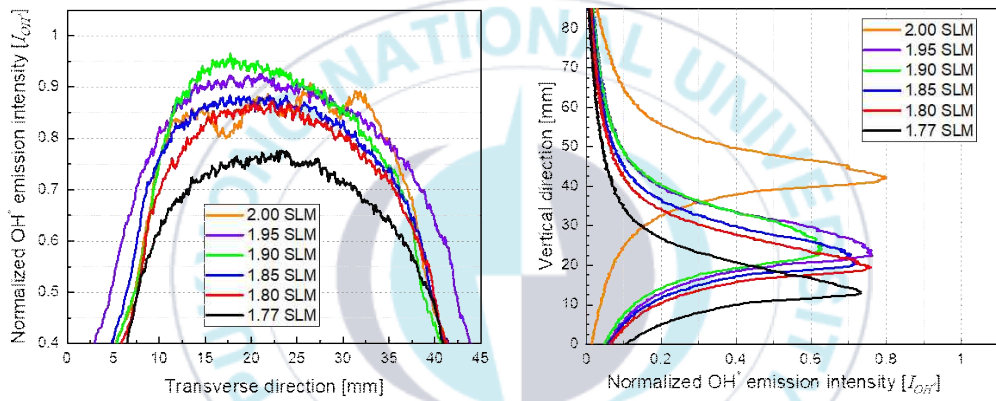 Normalized OH* emission intensity [I_OH*]
1
0.9
0.8
0.7
0.6
0.5
0.4
2.00 SLM
1.95 SLM
1.90 SLM
1.85 SLM
1.80 SLM
1.77 SLM
0 5 10 15 20 25 30 35 40 45
Transverse direction [mm]
Vertical direction [mm]
80
70
60
50
40
30
20
10
0
2.00 SLM
1.95 SLM
1.90 SLM
1.85 SLM
1.80 SLM
1.77 SLM
0 0.2 0.4 0.6 0.8 1
Normalized OH* emission intensity [I_OH*]
NATIONAL UNIVERSITY